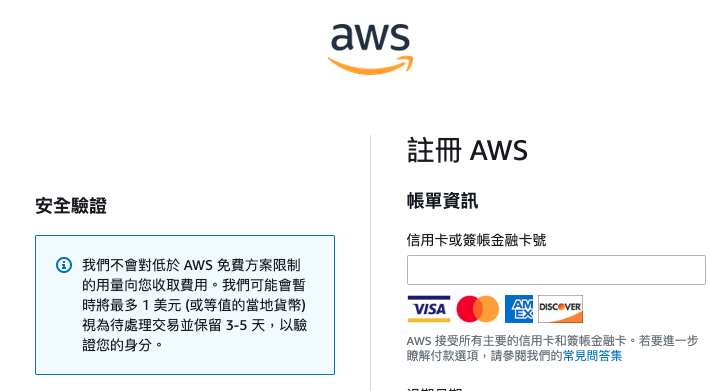 aws
安全驗證
我們不會對低於 AWS 免費方案限制
的用量向您收取費用。我們可能會暫
時將最多 1 美元 (或等值的當地貨幣)
視為待處理交易並保留 3-5 天，以驗
證您的身分。
註冊 AWS
帳單資訊
信用卡或簽帳金融卡號
VISA
AM
EX
DISCOVER
AWS 接受所有主要的信用卡和簽帳金融卡。若要進一步
瞭解付款選項，請參閱我們的常見問答集